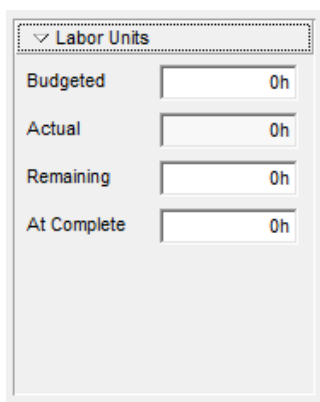 Labor Units
Budgeted 0h
Actual 0h
Remaining 0h
At Complete 0h